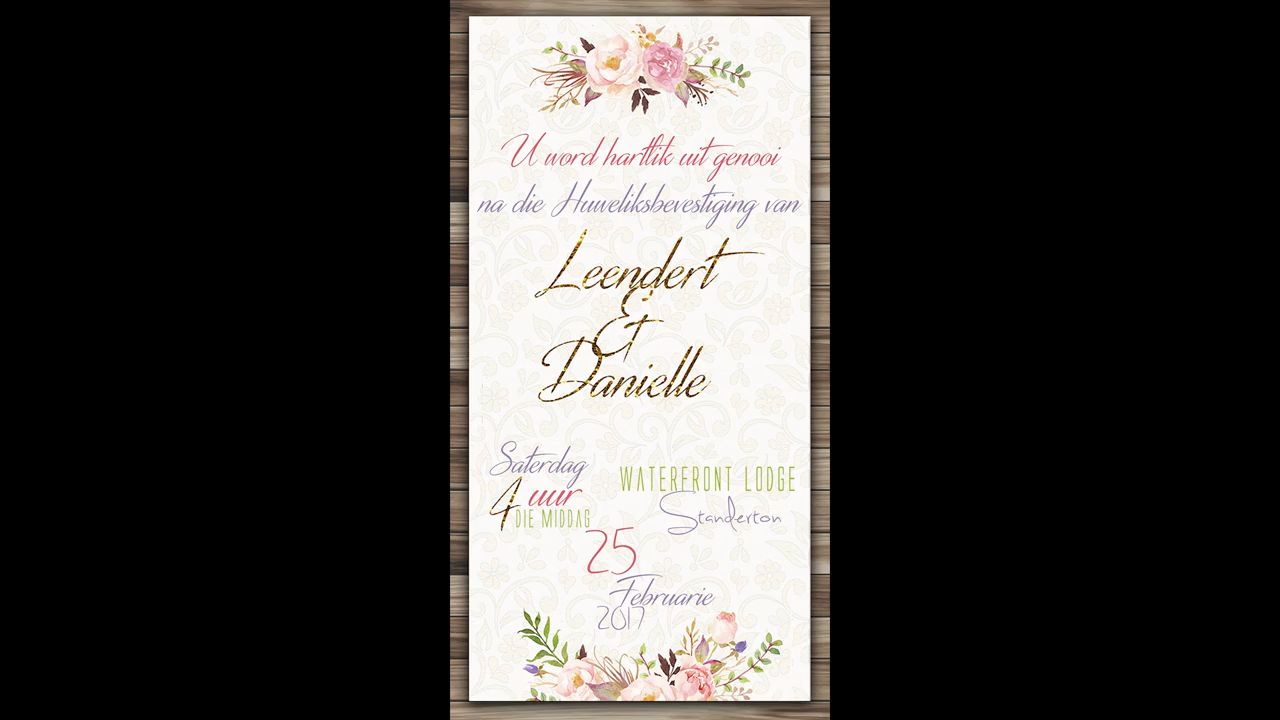 U word hartlik uit genooi
na die Huweliksbevestiging van
Leendert
&
Danielle
Saterdag
4 uur
DIE MIDDAG
WATERFRONT LODGE
Standerton
25
Februarie
2017